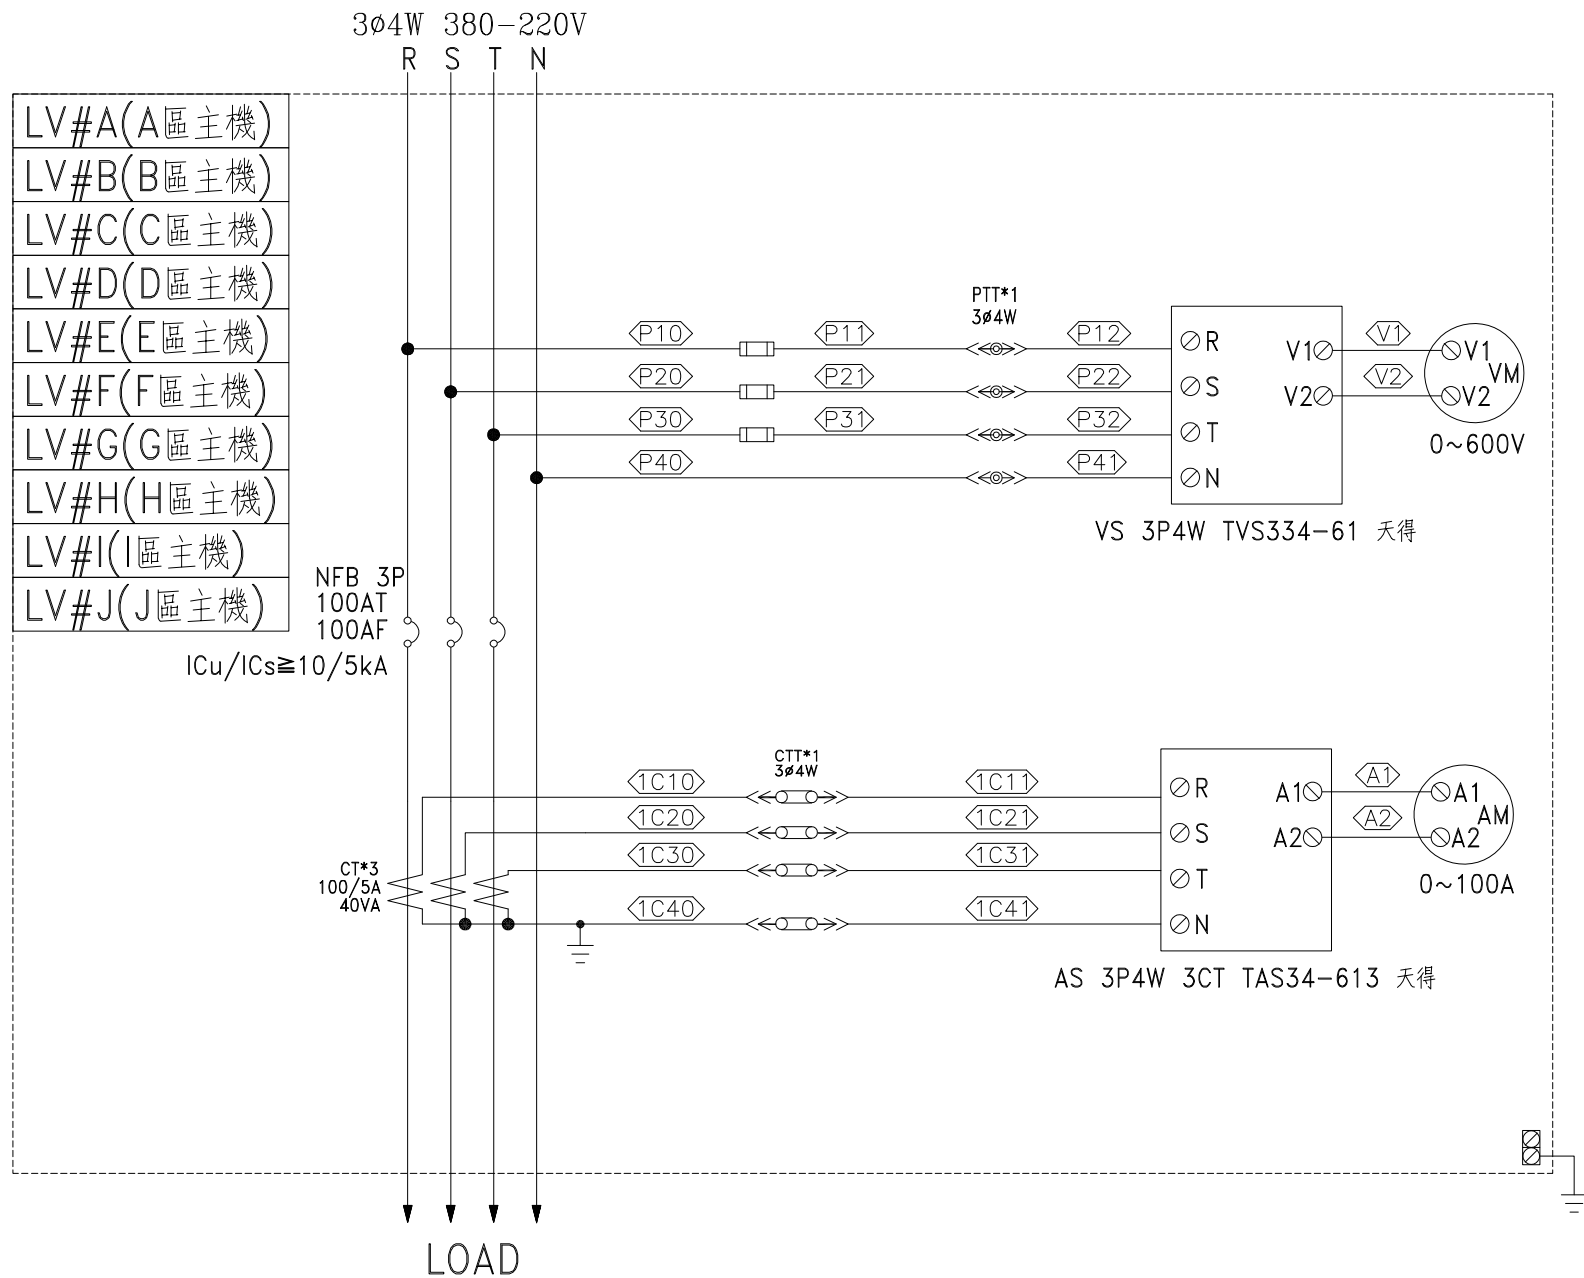 3ø4W 380-220V
R S T N
LV#A(A區主機)
LV#B(B區主機)
LV#C(C區主機)
LV#D(D區主機)
LV#E(E區主機)
LV#F(F區主機)
LV#G(G區主機)
LV#H(H區主機)
LV#I(I區主機)
LV#J(J區主機)
NFB 3P
100AT
100AF
ICu/ICs≧10/5kA
PTT*1
3ø4W
P10 P11 P12
P20 P21 P22
P30 P31 P32
P40 P41
R
S
T
N
V1
V2
V1
V2
V1
V2
VM
0~600V
VS 3P4W TVS334-61 天得
CTT*1
3ø4W
1C10 1C11
1C20 1C21
1C30 1C31
1C40 1C41
CT*3
100/5A
40VA
R
S
T
N
A1
A2
A1
A2
A1
A2
AM
0~100A
AS 3P4W 3CT TAS34-613 天得
LOAD